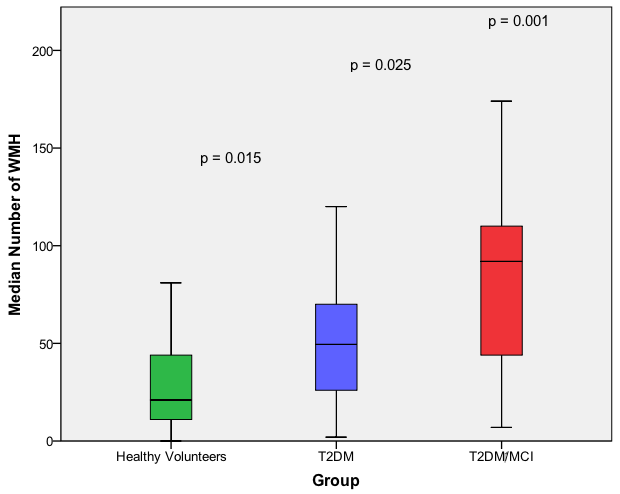 p = 0.001
p = 0.025
p = 0.015
Median Number of WMH
200
150
100
50
0
Healthy Volunteers
T2DM
T2DM/MCI
Group